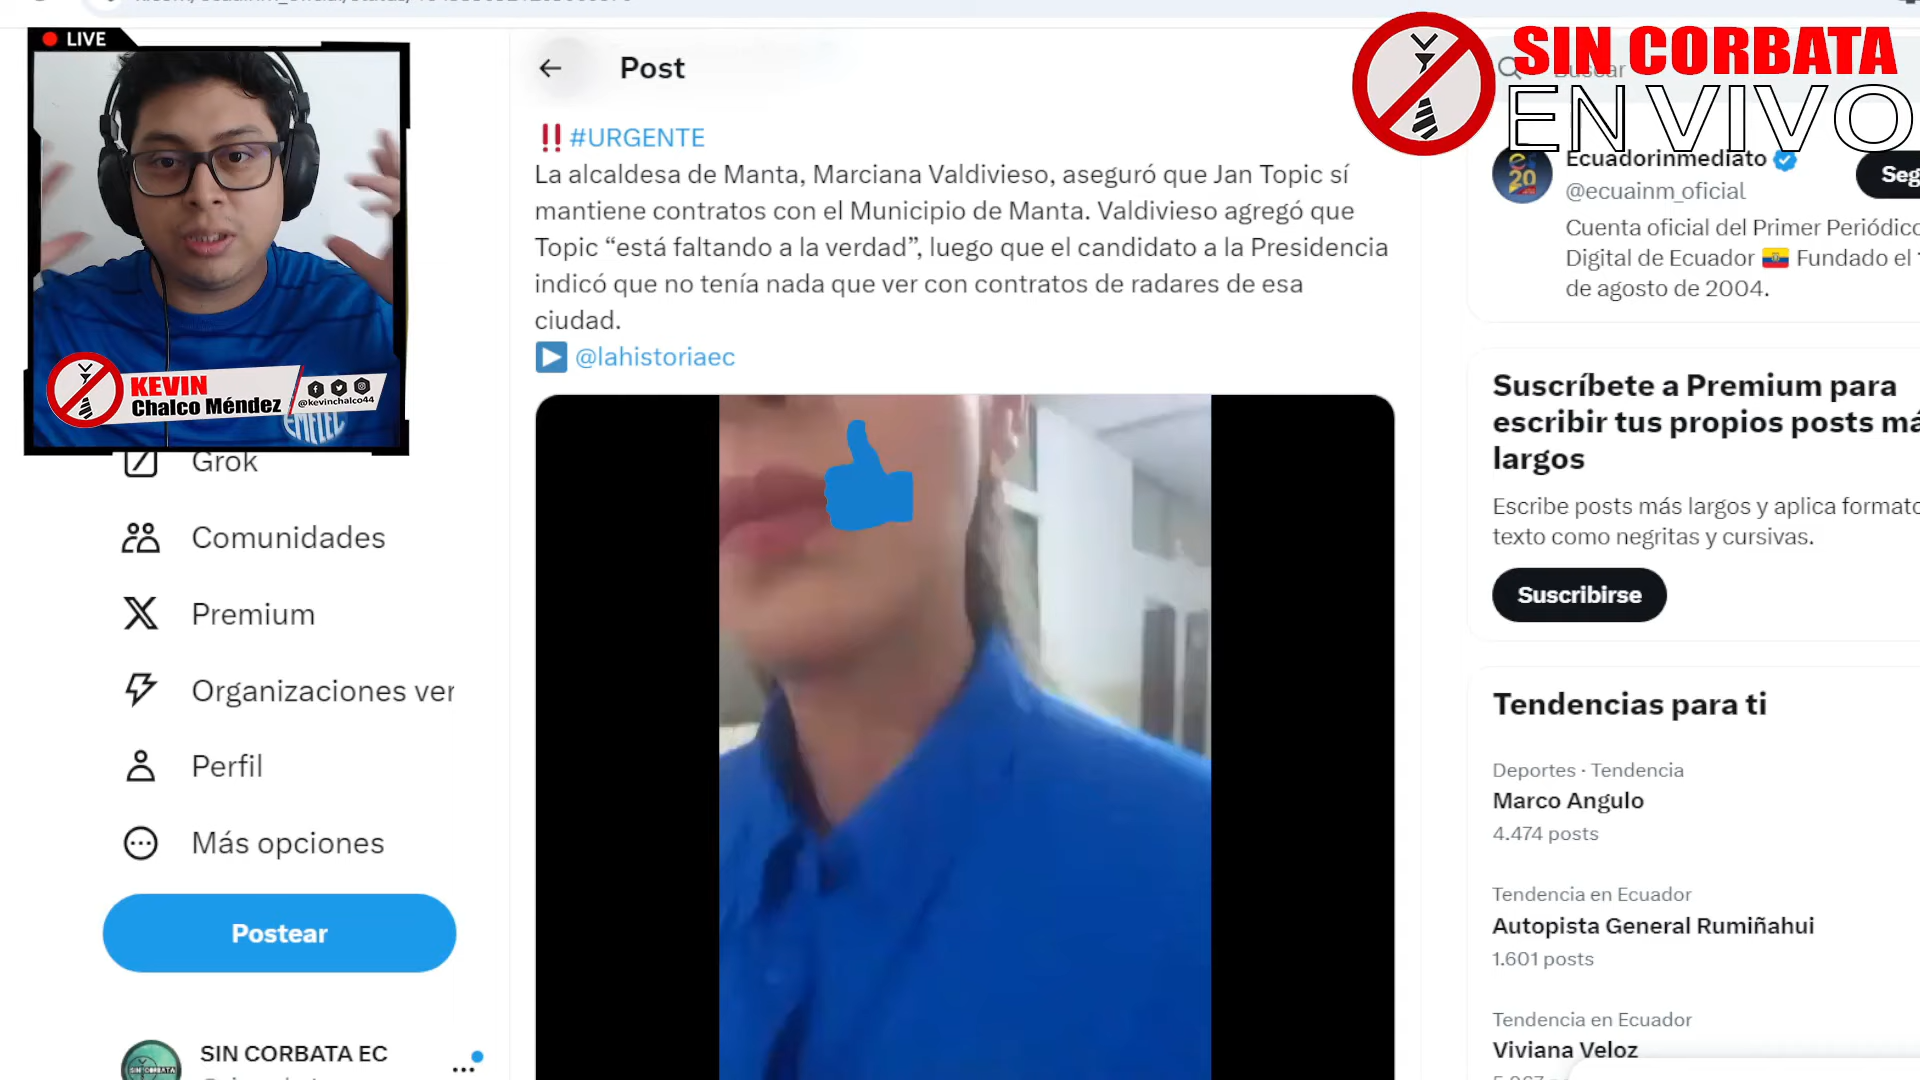 LIVE
KEVIN
Chalco Méndez
@kevinchalco44
EMELEC
Grok
Comunidades
Premium
Organizaciones ver
Perfil
Más opciones
Postear
SIN CORBATA EC
Post
‼️#URGENTE
La alcaldesa de Manta, Marciana Valdivieso, aseguró que Jan Topic sí
mantiene contratos con el Municipio de Manta. Valdivieso agregó que
Topic “está faltando a la verdad”, luego que el candidato a la Presidencia
indicó que no tenía nada que ver con contratos de radares de esa
ciudad.
@lahistoriaec
SIN CORBATA
EN VIVO
Buscar
Ecuadorinmediato
@ecuainm_oficial
Seg
Cuenta oficial del Primer Periódico
Digital de Ecuador 🇪🇨 Fundado el
de agosto de 2004.
Suscríbete a Premium para
escribir tus propios posts má
largos
Escribe posts más largos y aplica formato
texto como negritas y cursivas.
Suscribirse
Tendencias para ti
Deportes · Tendencia
Marco Angulo
4.474 posts
Tendencia en Ecuador
Autopista General Rumiñahui
1.601 posts
Tendencia en Ecuador
Viviana Veloz